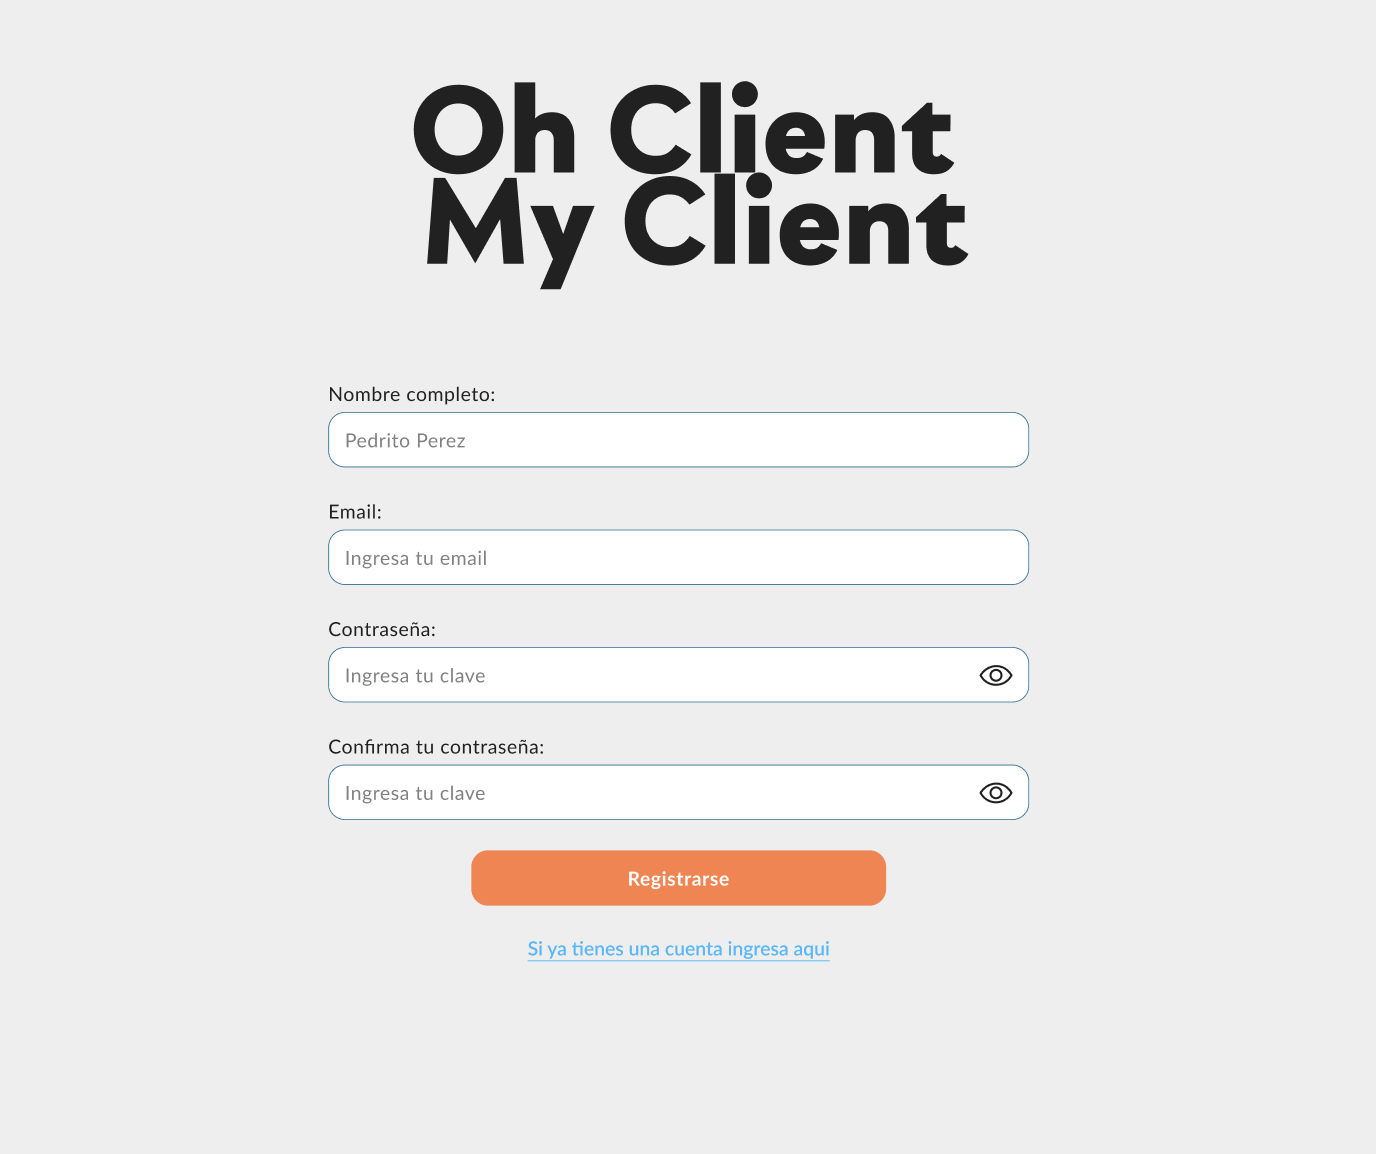 Oh Client
My Client
Nombre completo:
Pedrito Perez
Email:
Ingresa tu email
Contraseña:
Ingresa tu clave
Confirma tu contraseña:
Ingresa tu clave
Registrarse
Si ya tienes una cuenta ingresa aqui